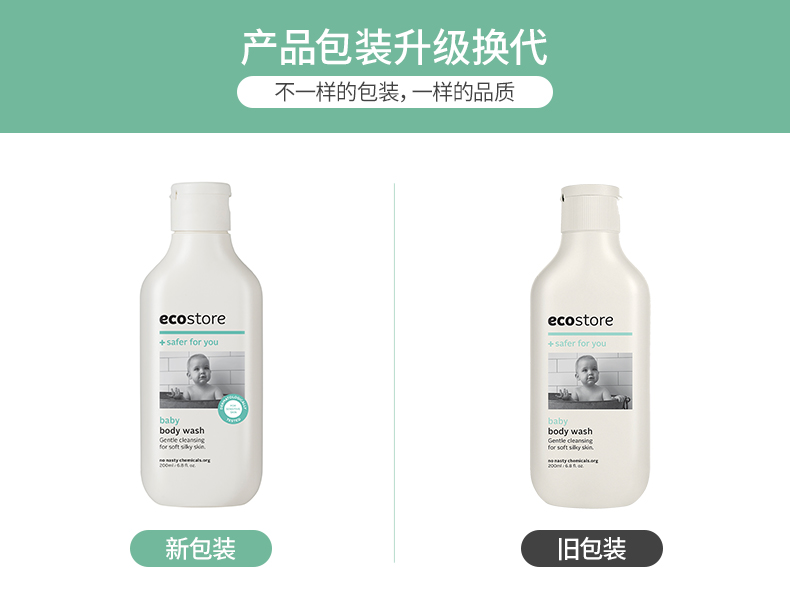 产品包装升级换代
不一样的包装，一样的品质
ecostore
+ safer for you
baby
body wash
Gentle cleansing
for soft silky skin.
no nasty chemicals.org
200ml / 6.8 fl. oz.
新包装
ecostore
+ safer for you
baby
body wash
Gentle cleansing
for soft silky skin.
no nasty chemicals.org
200ml / 6.8 fl. oz.
旧包装